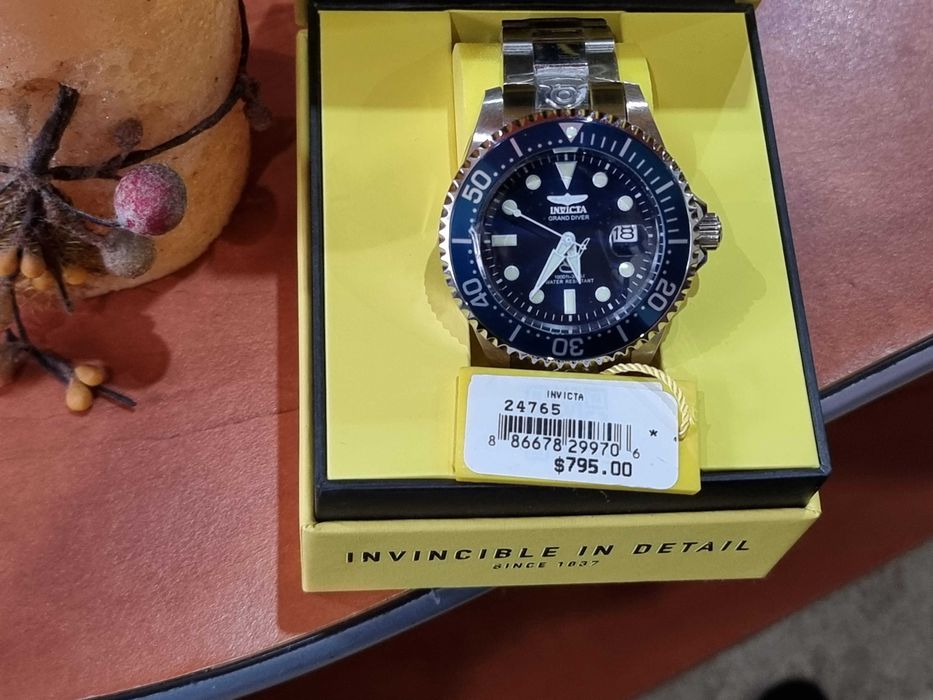 50
40
30
20
INVICTA
GRAND DIVER
18
WATER RESISTANT
INVICTA
24765
*
8 86678 29970 6
$795.00
INVINCIBLE IN DETAIL
SINCE 1837